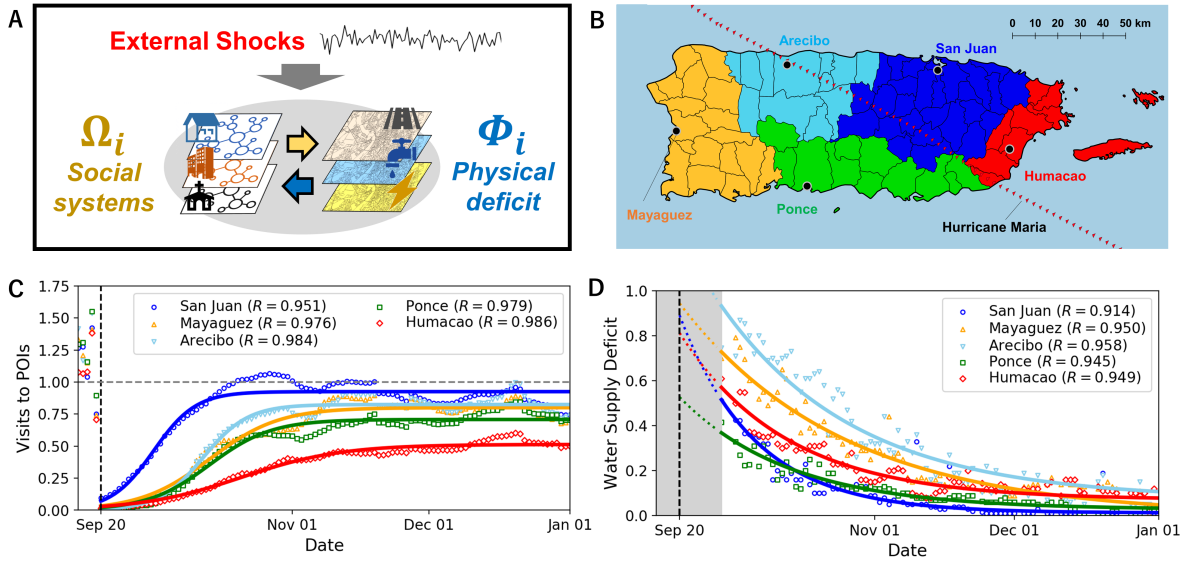 A
External Shocks
Ωᵢ
Social
systems
Φᵢ
Physical
deficit
B
0 10 20 30 40 50 km
Arecibo
San Juan
Humacao
Mayaguez
Ponce
Hurricane Maria
C
Visits to POIs
1.75
1.50
1.25
1.00
0.75
0.50
0.25
0.00
San Juan (R = 0.951)
Mayaguez (R = 0.976)
Arecibo (R = 0.984)
Ponce (R = 0.979)
Humacao (R = 0.986)
Sep 20 Nov 01 Dec 01 Jan 01
Date
D
Water Supply Deficit
1.0
0.8
0.6
0.4
0.2
0.0
San Juan (R = 0.914)
Mayaguez (R = 0.950)
Arecibo (R = 0.958)
Ponce (R = 0.945)
Humacao (R = 0.949)
Sep 20 Nov 01 Dec 01 Jan 01
Date